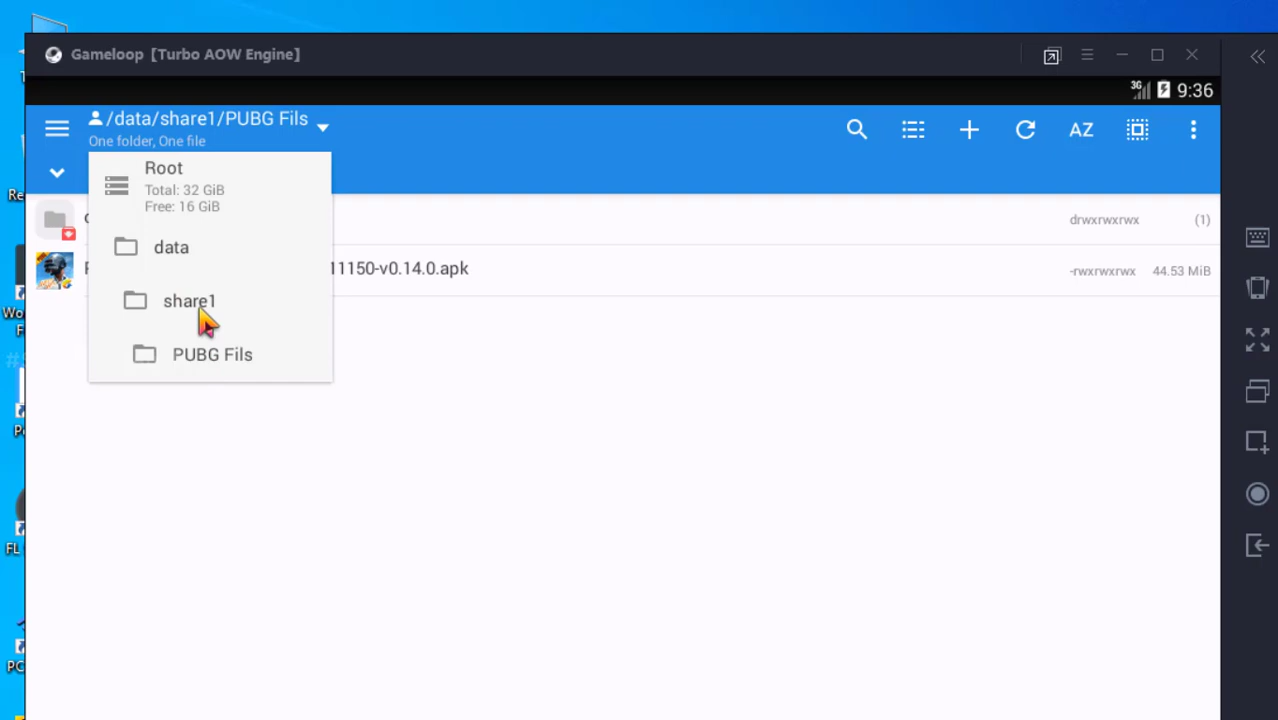 Gameloop [Turbo AOW Engine]
3G 9:36
/data/share1/PUBG Fils
One folder, One file
AZ
Root
Total: 32 GiB
Free: 16 GiB
drwxrwxrwx (1)
data
11150-v0.14.0.apk -rwxrwxrwx 44.53 MiB
share1
PUBG Fils